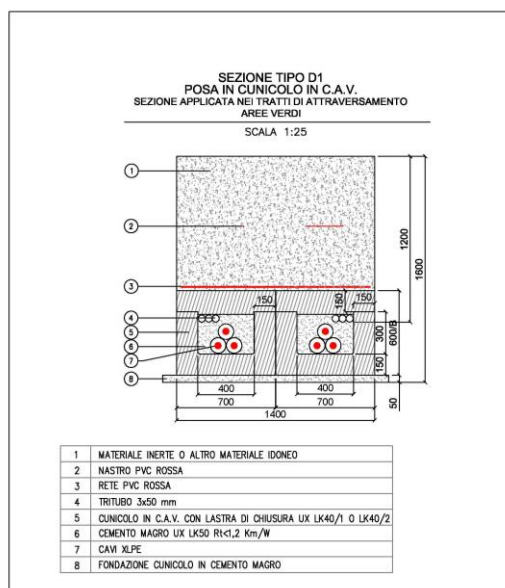 SEZIONE TIPO D1
POSA IN CUNICOLO IN C.A.V.
SEZIONE APPLICATA NEI TRATTI DI ATTRAVERSAMENTO
AREE VERDI
SCALA 1:25
1
2
3
4
5
6
7
8
150
150
150
300
150
600/B
50
1200
1600
400
400
700
700
1400
1 MATERIALE INERTE O ALTRO MATERIALE IDONEO
2 NASTRO PVC ROSSA
3 RETE PVC ROSSA
4 TRITUBO 3x50 mm
5 CUNICOLO IN C.A.V. CON LASTRA DI CHIUSURA UX LK40/1 O LK40/2
6 CEMENTO MAGRO UX LK50 Rt<1,2 Km/W
7 CAVI XLPE
8 FONDAZIONE CUNICOLO IN CEMENTO MAGRO